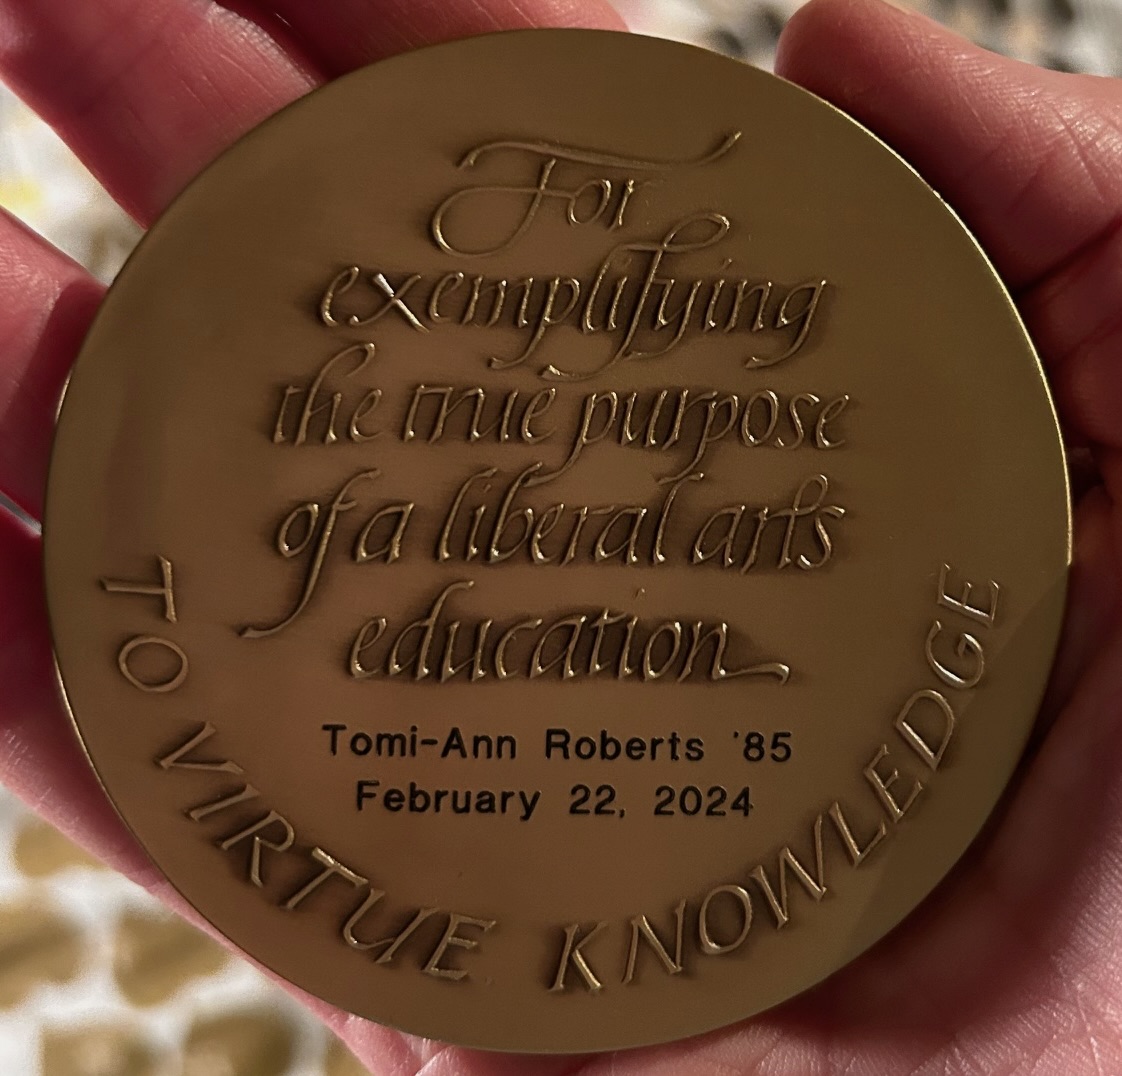 For
exemplifying
the true purpose
of a liberal arts
education
Tomi-Ann Roberts '85
February 22, 2024
TO VIRTUE KNOWLEDGE